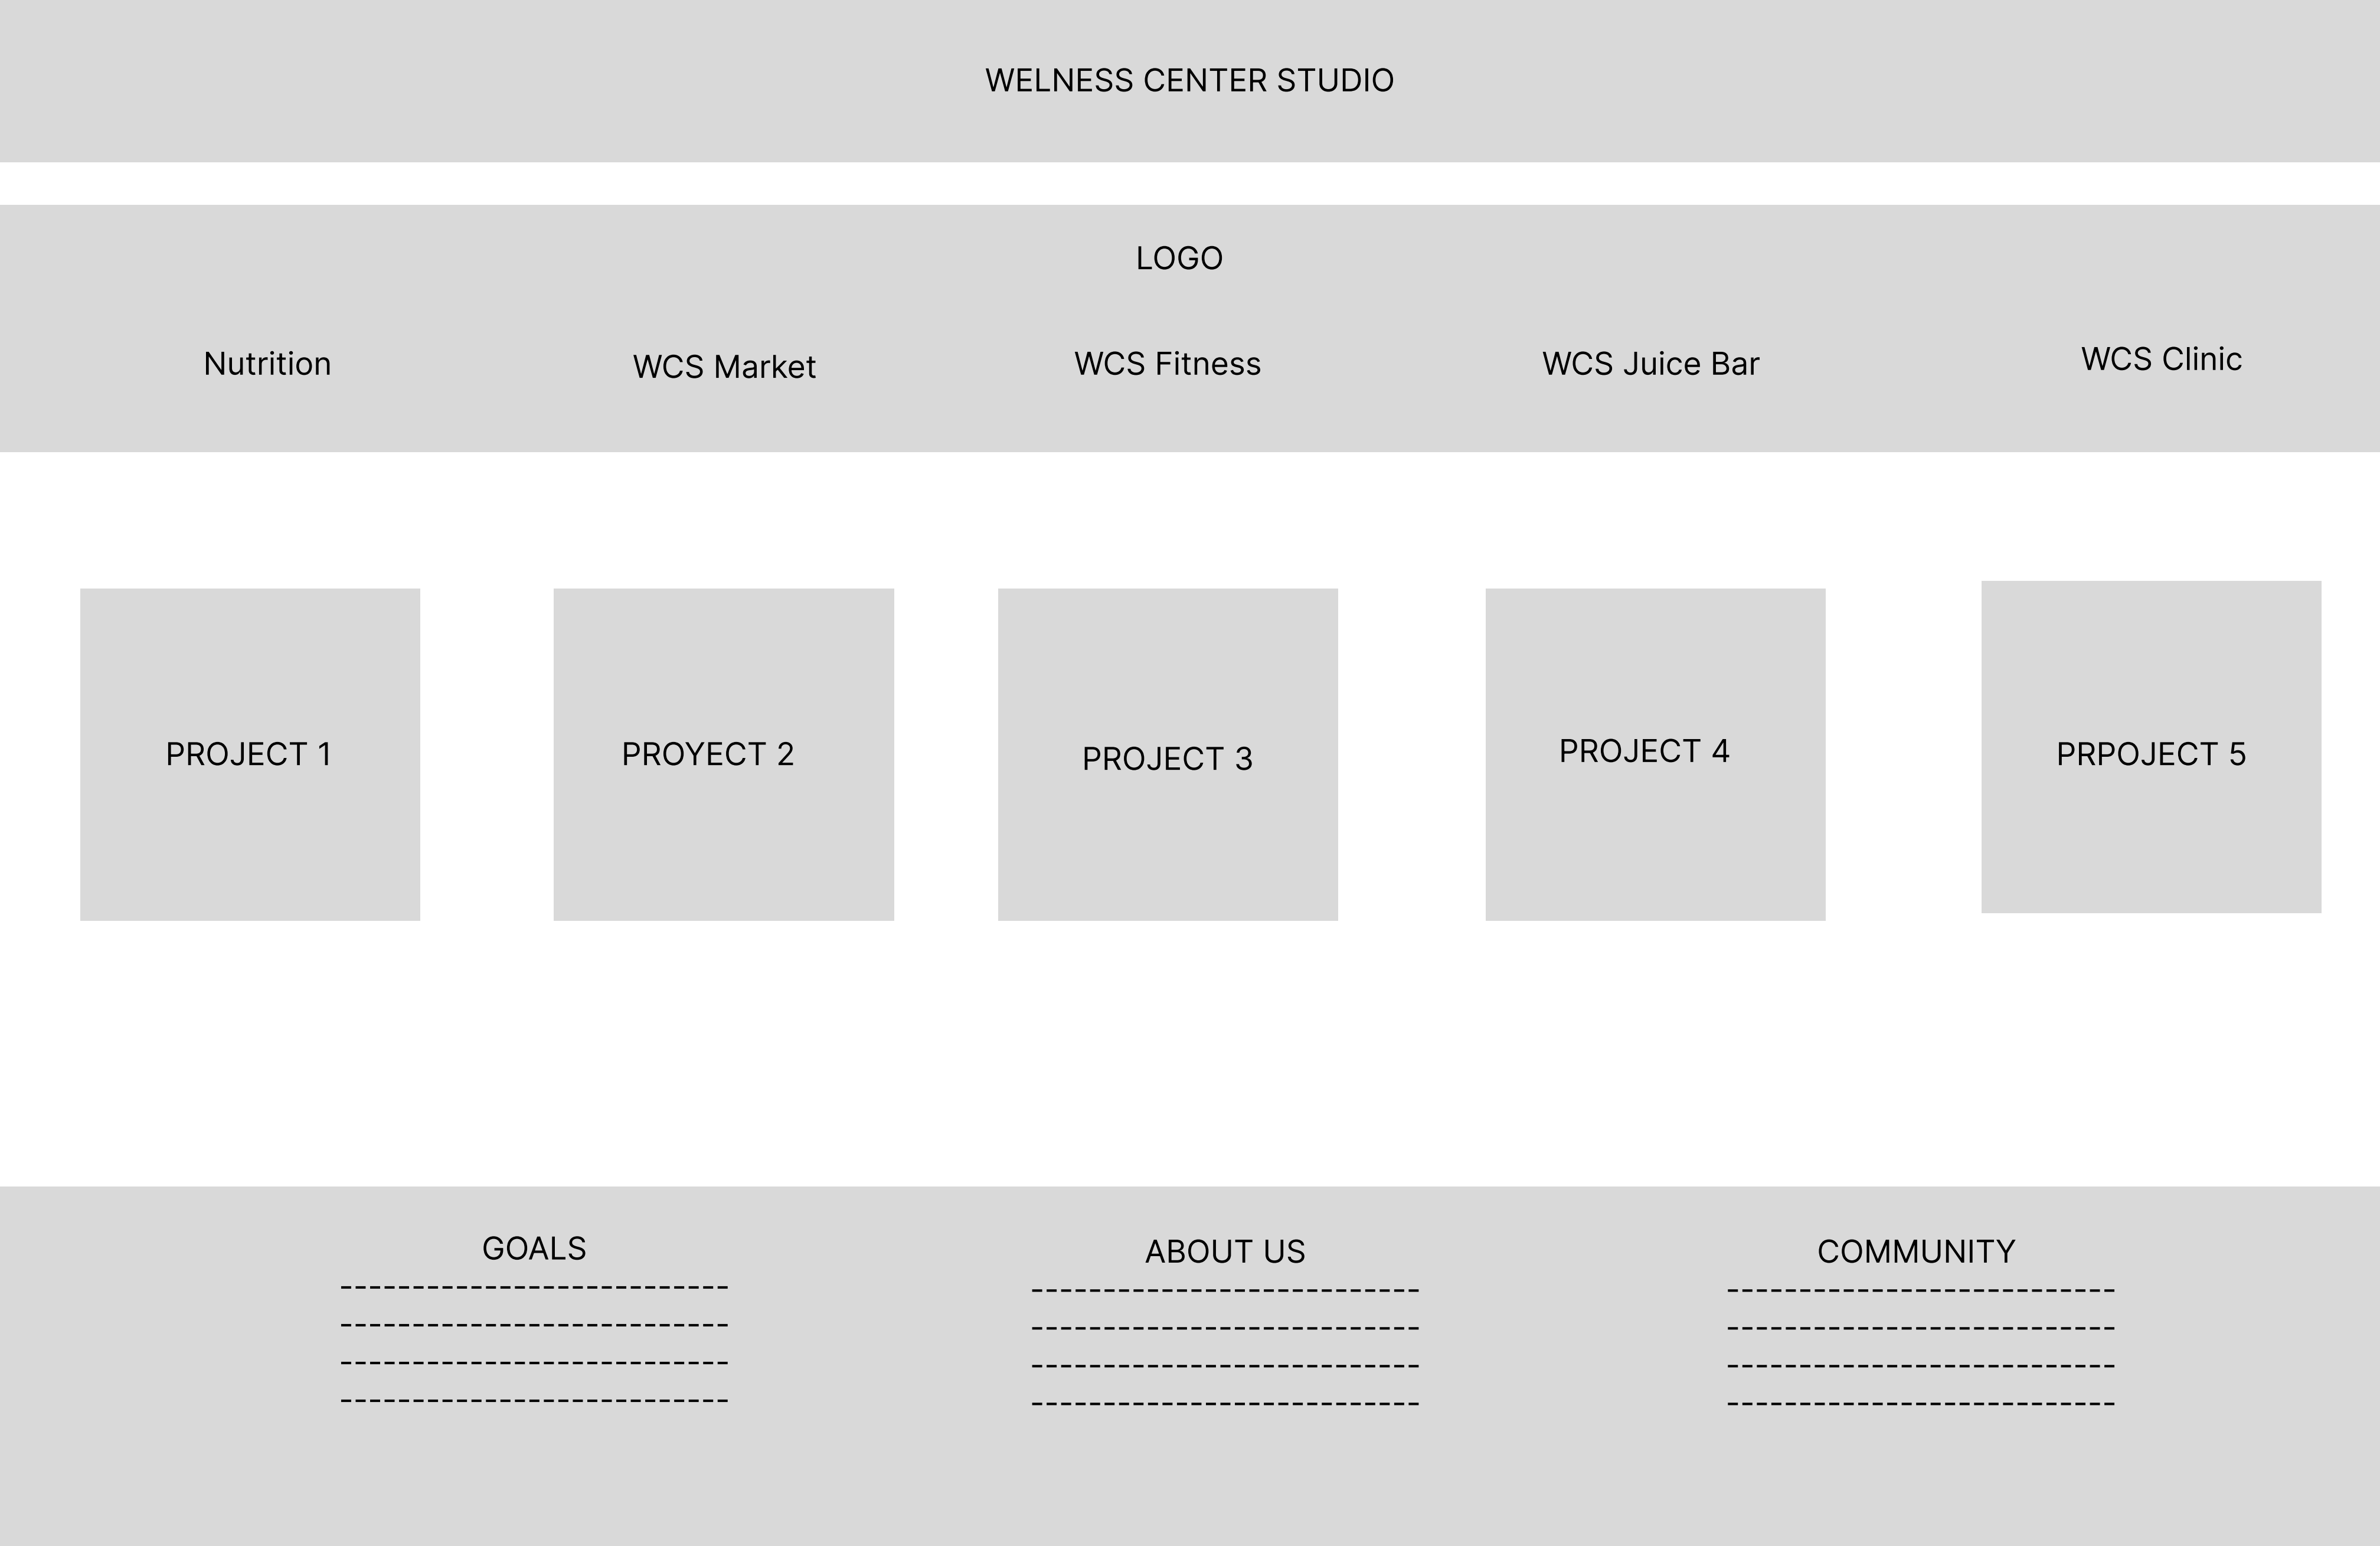 WELNESS CENTER STUDIO
LOGO
Nutrition
WCS Market
WCS Fitness
WCS Juice Bar
WCS Clinic
PROJECT 1
PROYECT 2
PROJECT 3
PROJECT 4
PRPOJECT 5
GOALS
---------------------------
---------------------------
---------------------------
---------------------------
ABOUT US
---------------------------
---------------------------
---------------------------
---------------------------
COMMUNITY
---------------------------
---------------------------
---------------------------
---------------------------